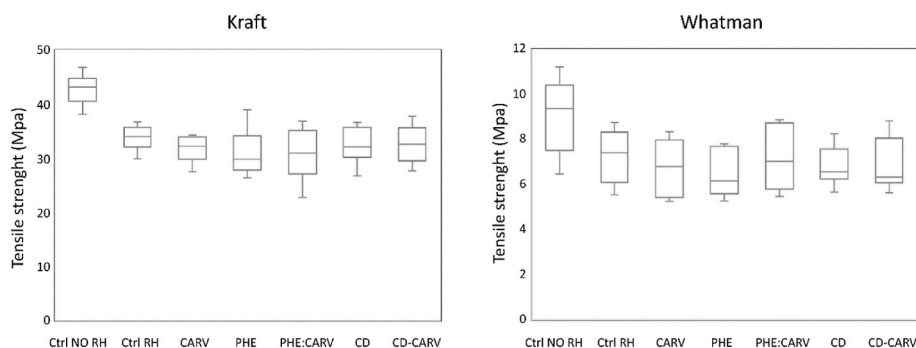 Kraft
Tensile strenght (Mpa)
50
40
30
20
10
0
Ctrl NO RH Ctrl RH CARV PHE PHE:CARV CD CD-CARV
Whatman
Tensile strenght (Mpa)
12
10
8
6
4
2
0
Ctrl NO RH Ctrl RH CARV PHE PHE:CARV CD CD-CARV